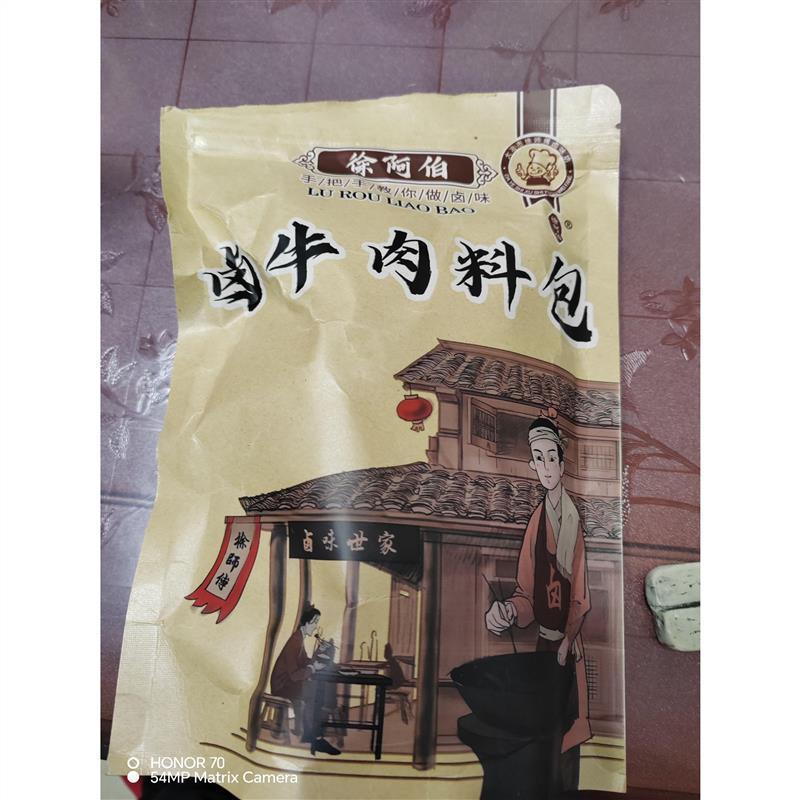 徐阿伯
手/把/手/教/你/做/卤/味
LU ROU LIAO BAO
®
卤牛肉料包
卤味世家
徐師傅
卤
HONOR 70
54MP Matrix Camera